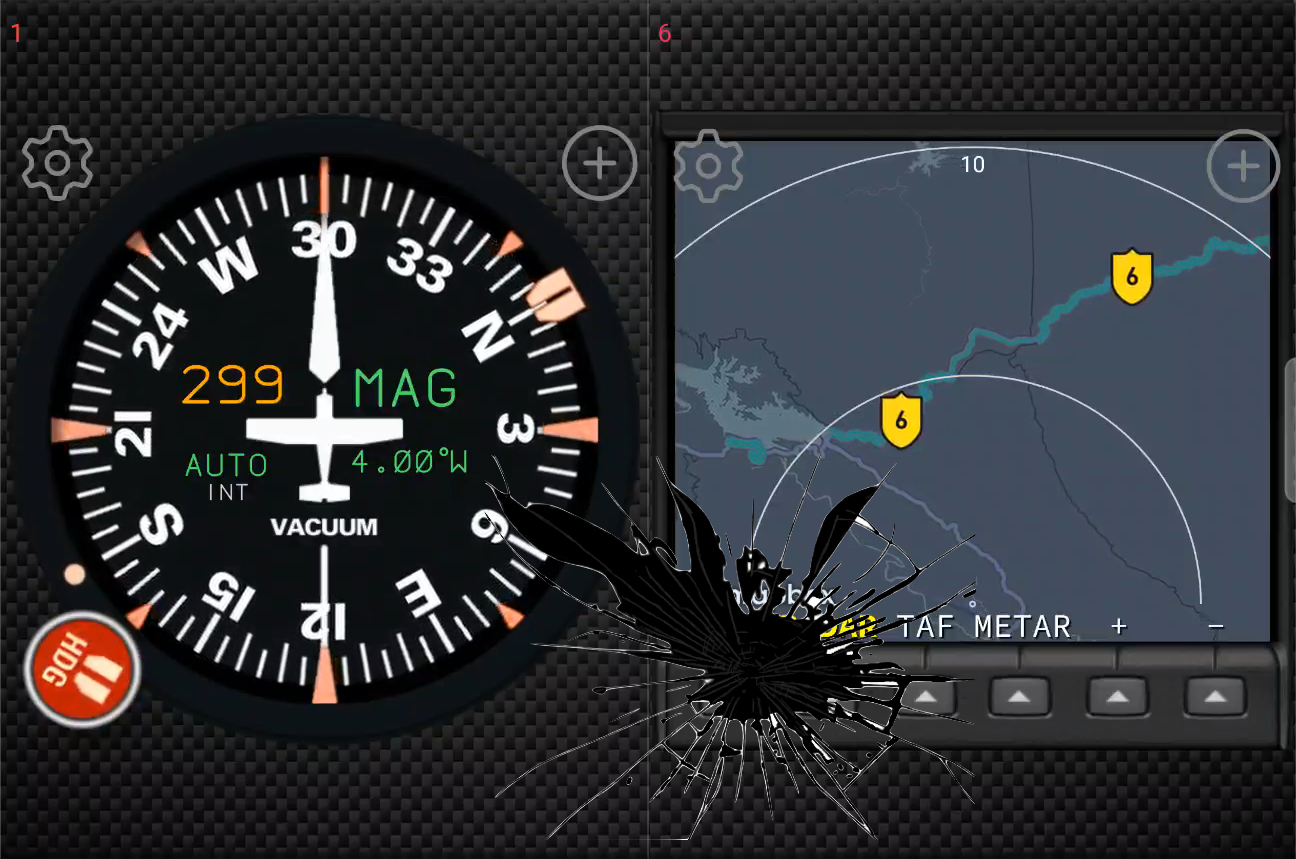 1
6
10
30
33
W
N
24
6
299 MAG
21
3
6
AUTO 4.00°W
INT
VACUUM
S
6
15
E
12
HDG
TAF METAR + -